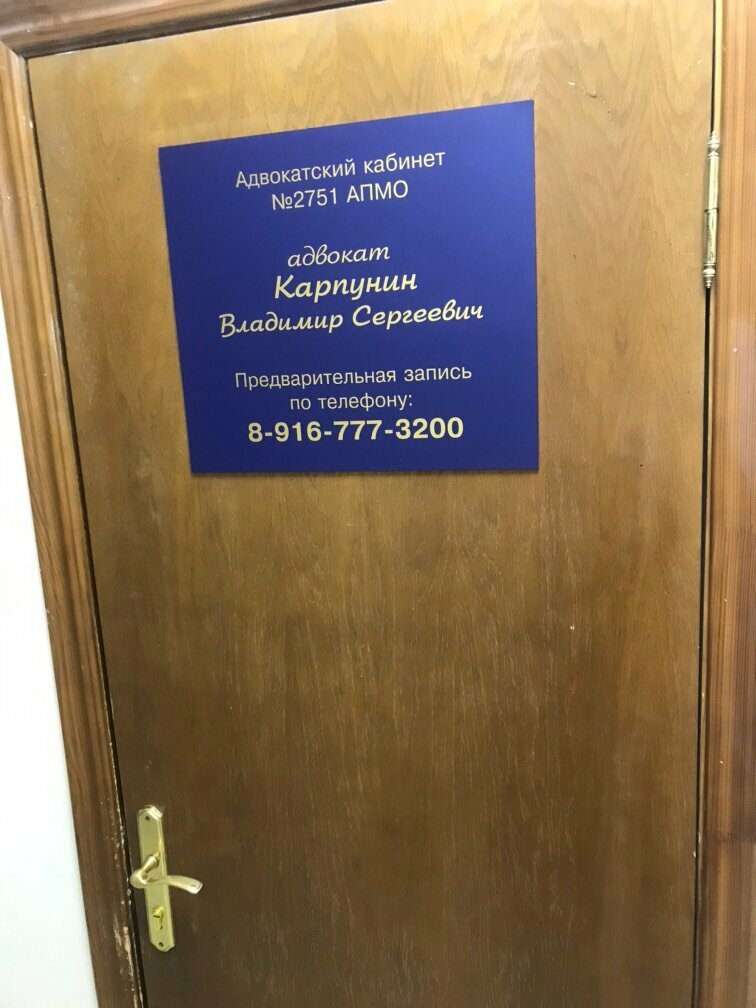 Адвокатский кабинет
№2751 АПМО
адвокат
Карпунин
Владимир Сергеевич
Предварительная запись
по телефону:
8-916-777-3200